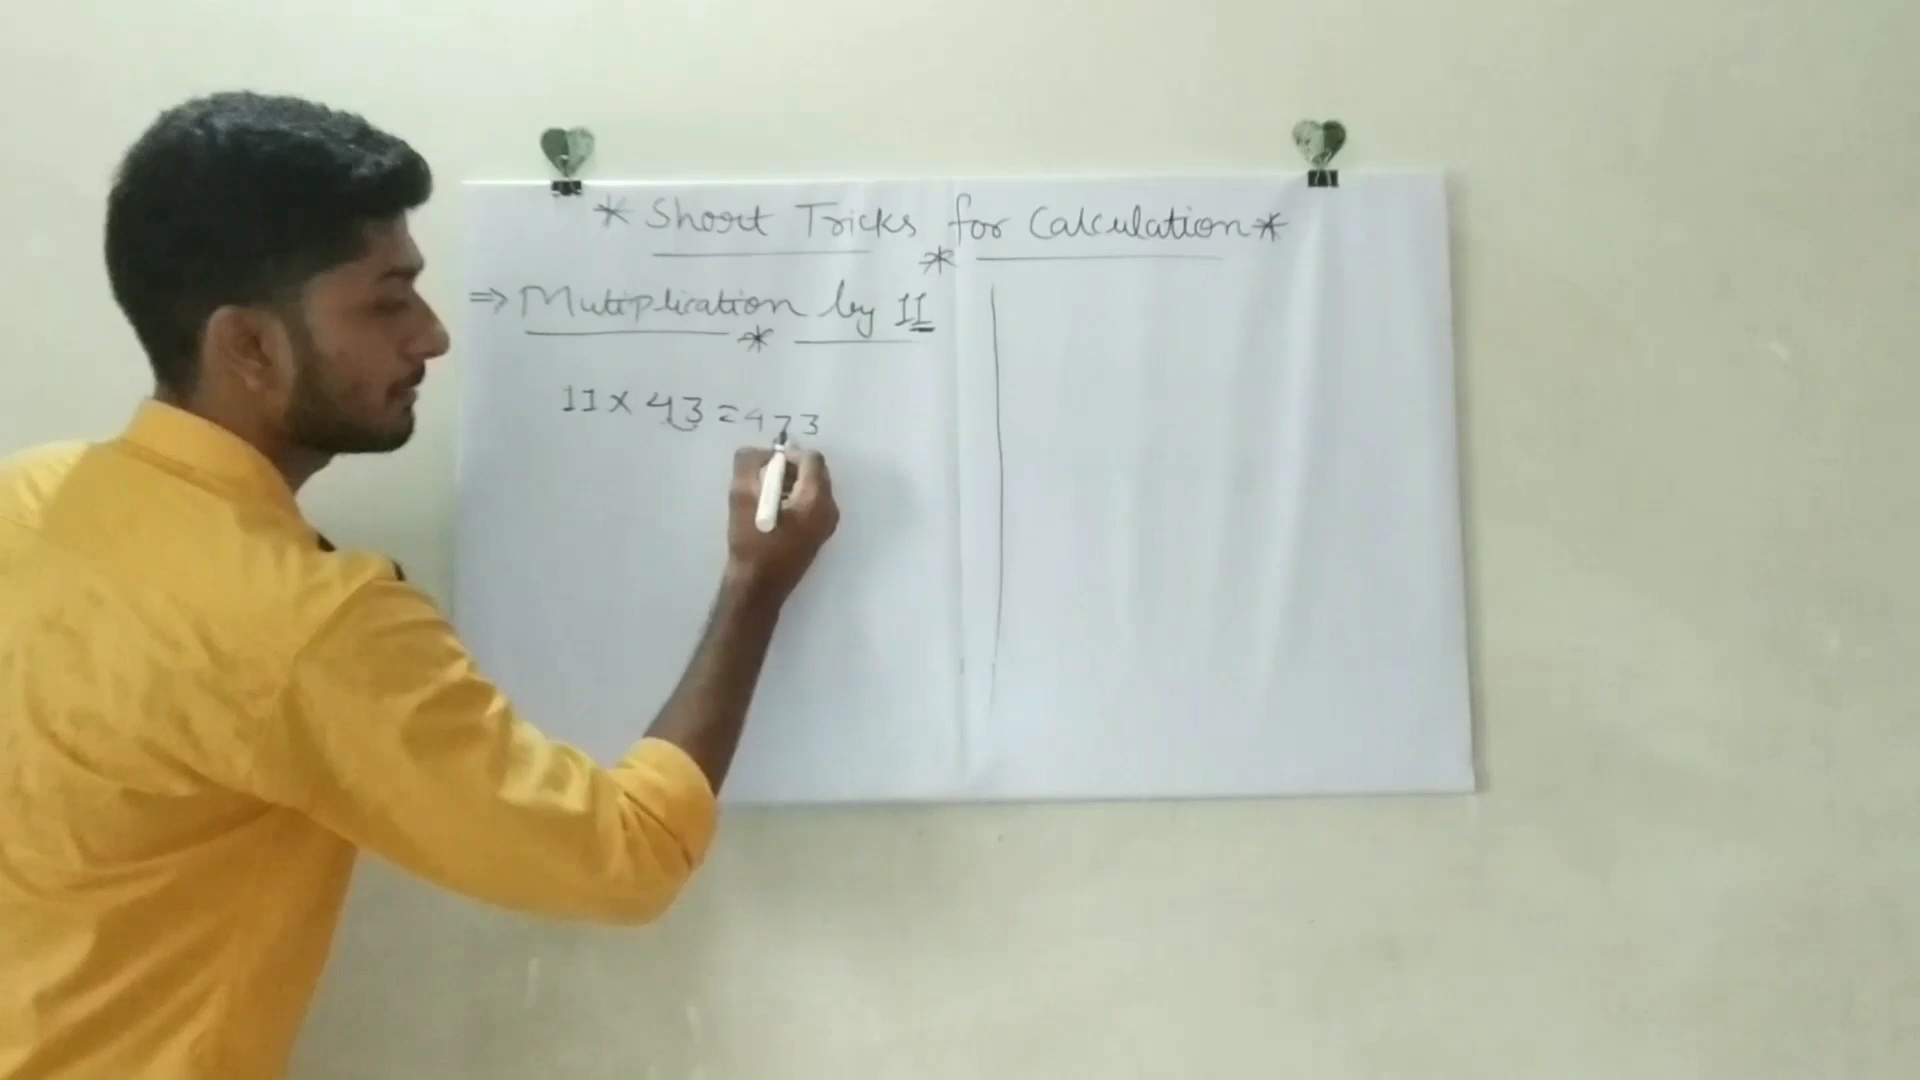 * Short Tricks for Calculation *
*
⇒ Mutiplication by 11
*
11 × 43 = 473